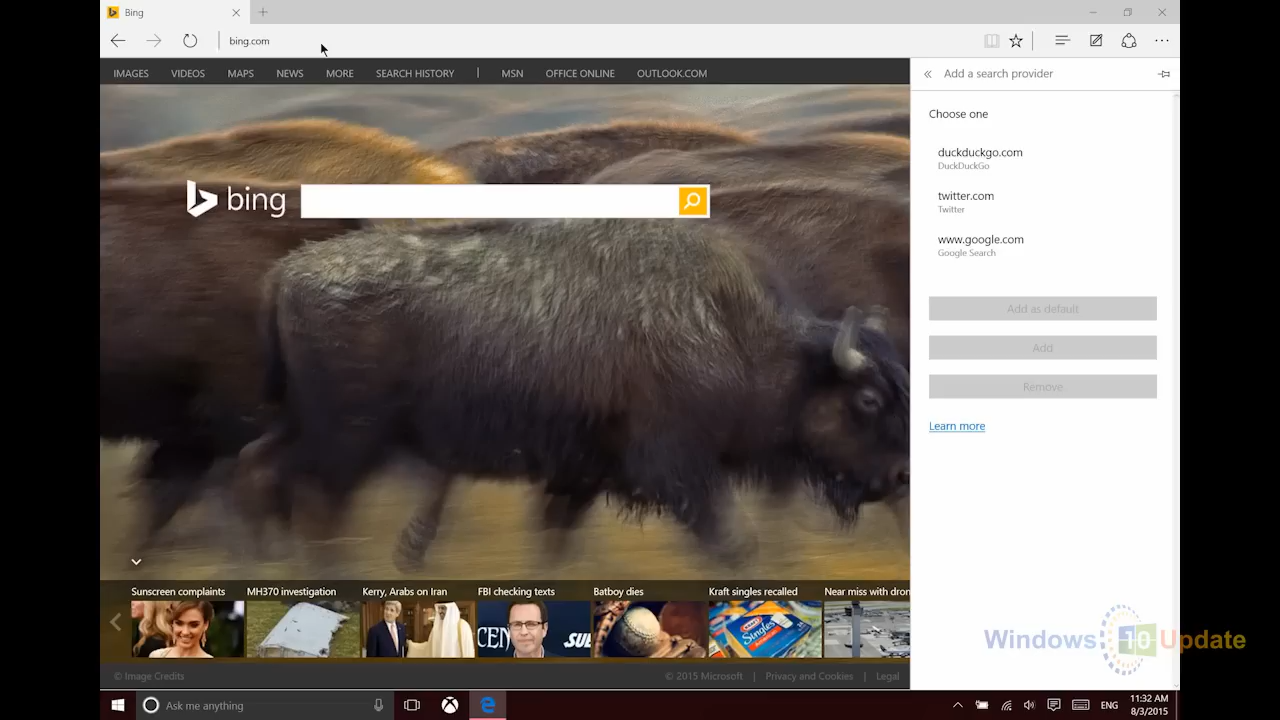 Bing
bing.com
IMAGES VIDEOS MAPS NEWS MORE SEARCH HISTORY | MSN OFFICE ONLINE OUTLOOK.COM
Add a search provider
Choose one
duckduckgo.com
DuckDuckGo
twitter.com
Twitter
www.google.com
Google Search
Add as default
Add
Remove
Learn more
bing
Sunscreen complaints
MH370 investigation
Kerry, Arabs on Iran
FBI checking texts
Batboy dies
Kraft singles recalled
Near miss with dron
CEN
SU
Kraft
Singles
© Image Credits
© 2015 Microsoft | Privacy and Cookies | Legal
Windows 10 Update
Ask me anything
ENG
11:32 AM
8/3/2015